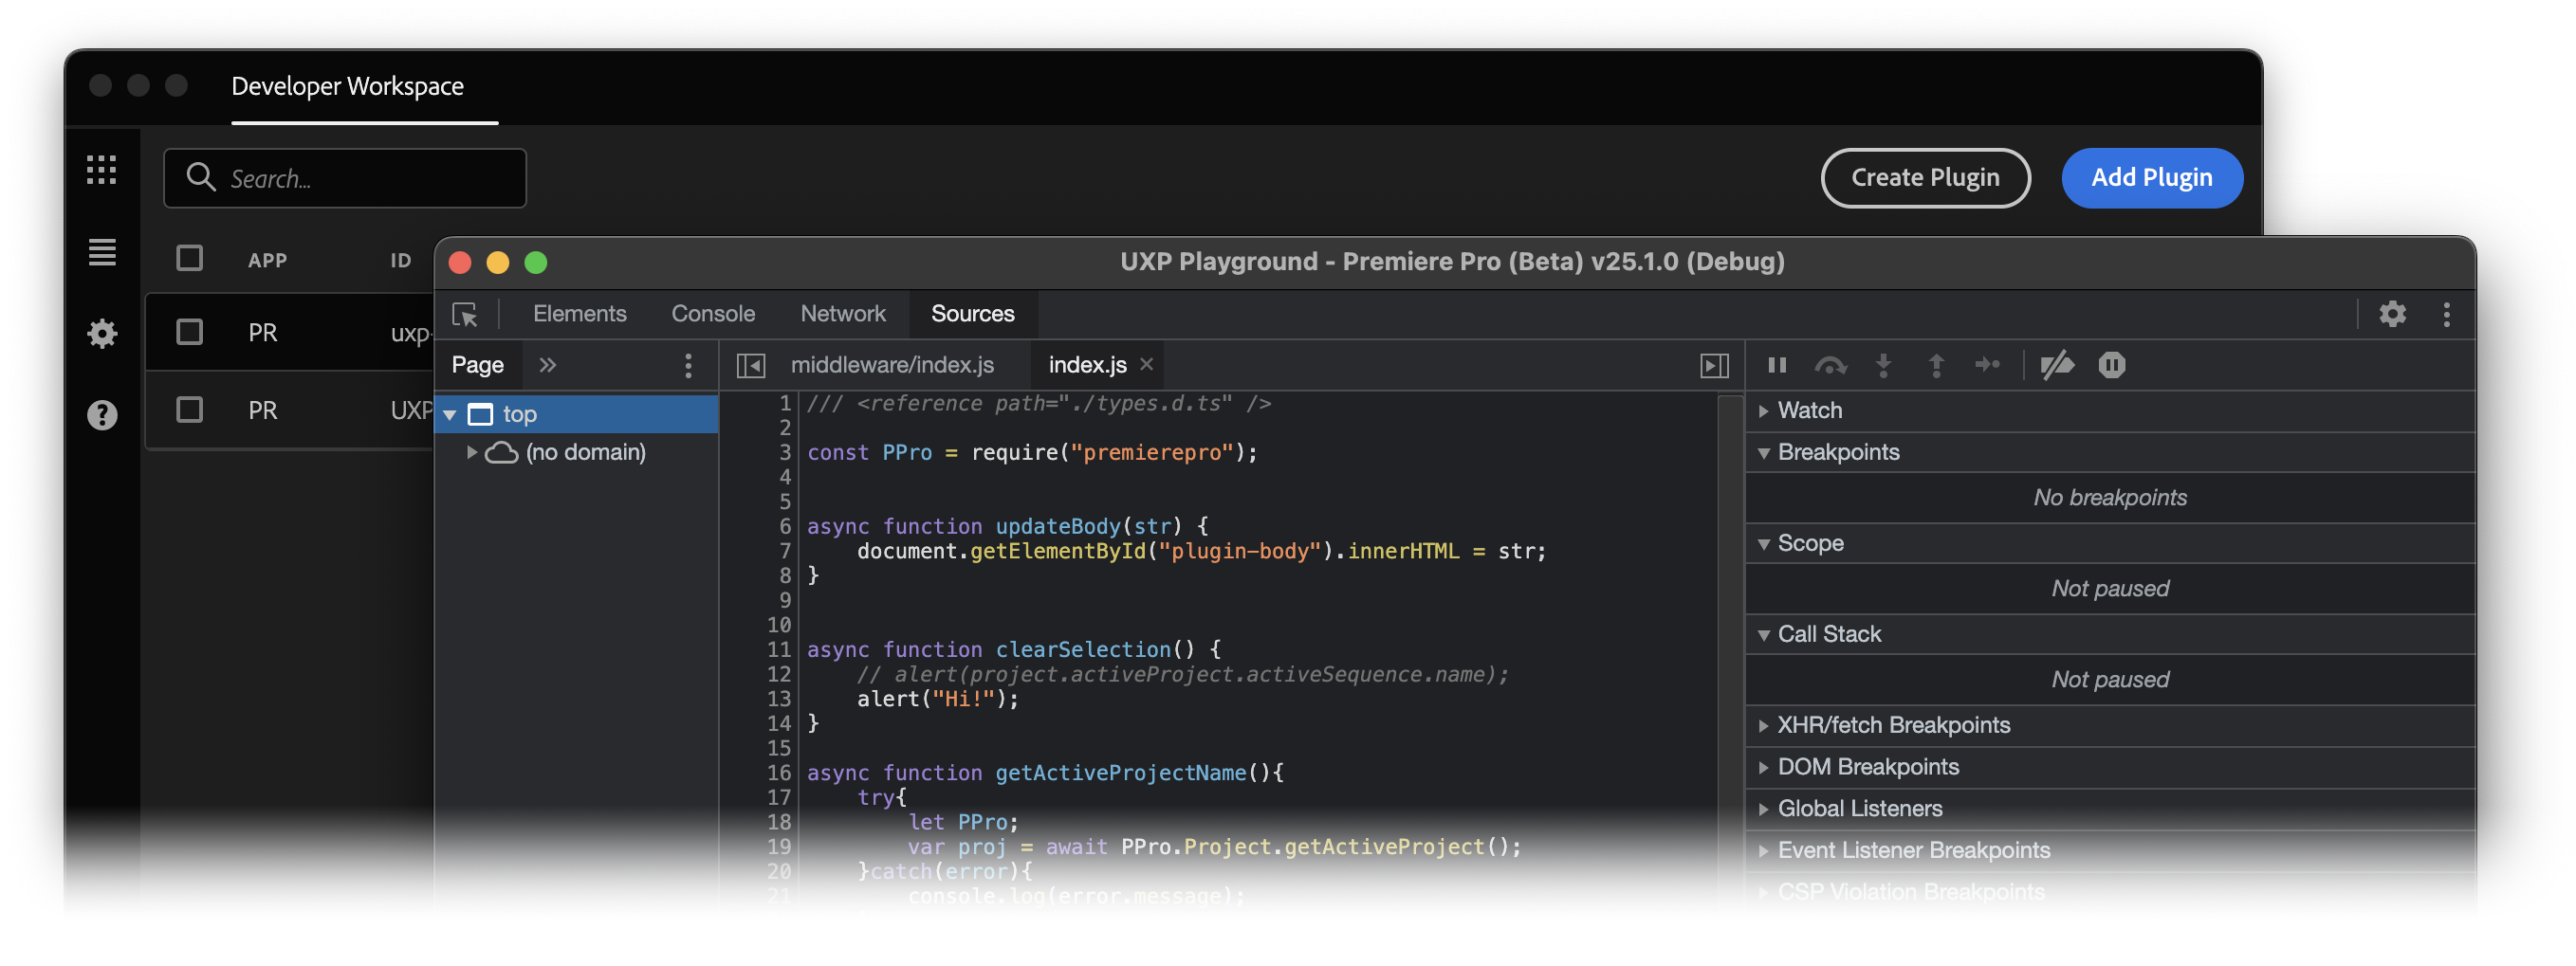 Developer Workspace
Search...
Create Plugin
Add Plugin
APP ID
PR uxp-
PR UXP
UXP Playground - Premiere Pro (Beta) v25.1.0 (Debug)
Elements Console Network Sources
Page
top
(no domain)
middleware/index.js index.js
1 /// <reference path="./types.d.ts" />
2
3 const PPro = require("premierepro");
4
5
6 async function updateBody(str) {
7     document.getElementById("plugin-body").innerHTML = str;
8 }
9
10
11 async function clearSelection() {
12     // alert(project.activeProject.activeSequence.name);
13     alert("Hi!");
14 }
15
16 async function getActiveProjectName(){
17     try{
18         let PPro;
19         var proj = await PPro.Project.getActiveProject();
20     }catch(error){
21         console.log(error.message);
Watch
Breakpoints
No breakpoints
Scope
Not paused
Call Stack
Not paused
XHR/fetch Breakpoints
DOM Breakpoints
Global Listeners
Event Listener Breakpoints
CSP Violation Breakpoints